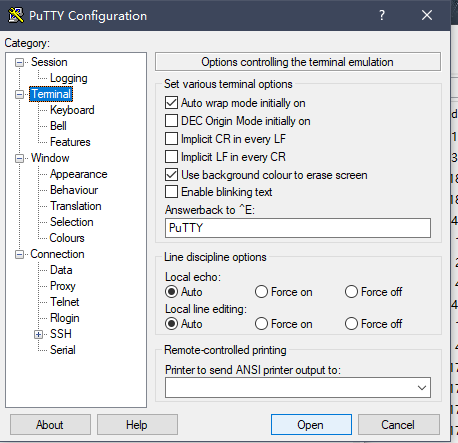 PuTTY Configuration
?
Category:
Session
Logging
Terminal
Keyboard
Bell
Features
Window
Appearance
Behaviour
Translation
Selection
Colours
Connection
Data
Proxy
Telnet
Rlogin
SSH
Serial
Options controlling the terminal emulation
Set various terminal options
Auto wrap mode initially on
DEC Origin Mode initially on
Implicit CR in every LF
Implicit LF in every CR
Use background colour to erase screen
Enable blinking text
Answerback to ^E:
PuTTY
Line discipline options
Local echo:
Auto Force on Force off
Local line editing:
Auto Force on Force off
Remote-controlled printing
Printer to send ANSI printer output to:
About Help Open Cancel